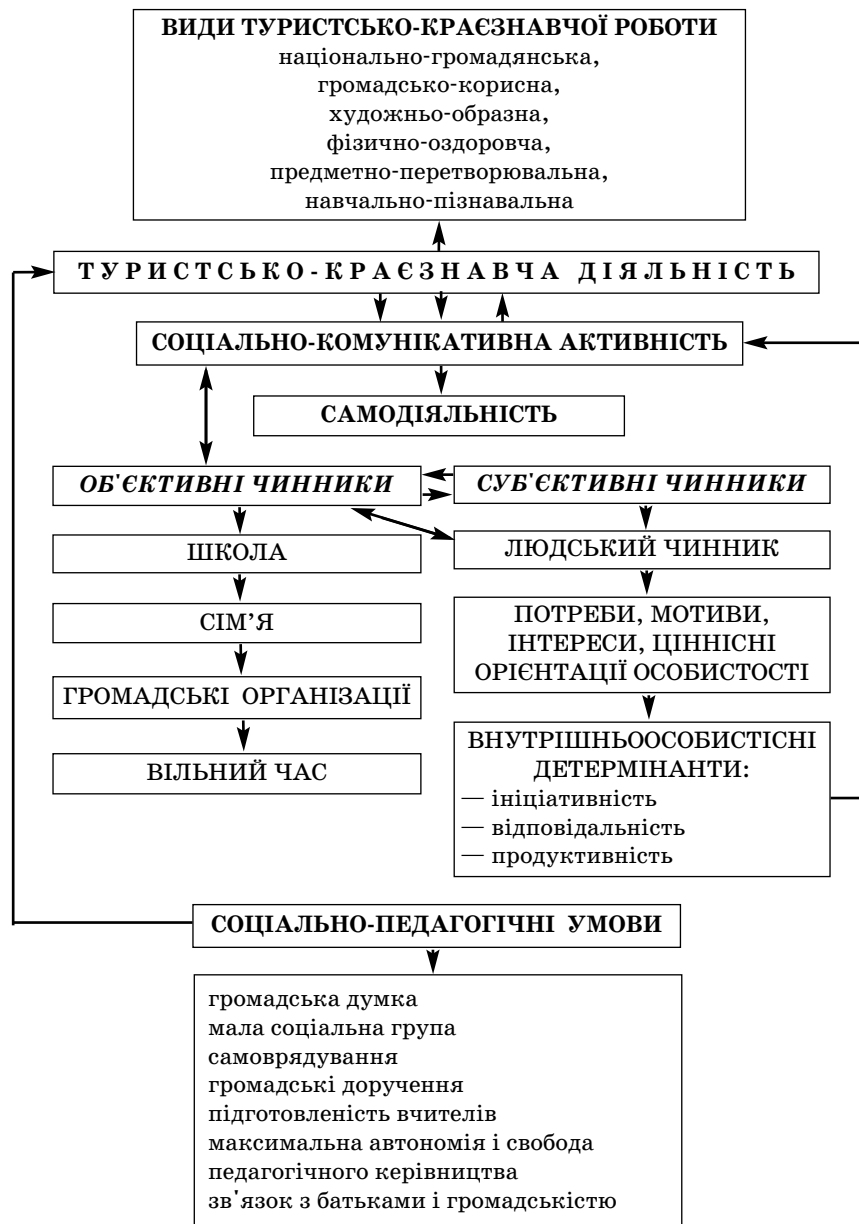 ВИДИ ТУРИСТСЬКО-КРАЄЗНАВЧОЇ РОБОТИ
національно-громадянська,
громадсько-корисна,
художньо-образна,
фізично-оздоровча,
предметно-перетворювальна,
навчально-пізнавальна
ТУРИСТСЬКО-КРАЄЗНАВЧА ДІЯЛЬНІСТЬ
СОЦІАЛЬНО-КОМУНІКАТИВНА АКТИВНІСТЬ
САМОДІЯЛЬНІСТЬ
ОБ'ЄКТИВНІ ЧИННИКИ
СУБ'ЄКТИВНІ ЧИННИКИ
ШКОЛА
ЛЮДСЬКИЙ ЧИННИК
СІМ’Я
ПОТРЕБИ, МОТИВИ,
ІНТЕРЕСИ, ЦІННІСНІ
ОРІЄНТАЦІЇ ОСОБИСТОСТІ
ГРОМАДСЬКІ ОРГАНІЗАЦІЇ
ВІЛЬНИЙ ЧАС
ВНУТРІШНЬООСОБИСТІСНІ
ДЕТЕРМІНАНТИ:
— ініціативність
— відповідальність
— продуктивність
СОЦІАЛЬНО-ПЕДАГОГІЧНІ УМОВИ
громадська думка
мала соціальна група
самоврядування
громадські доручення
підготовленість вчителів
максимальна автономія і свобода
педагогічного керівництва
зв'язок з батьками і громадськістю